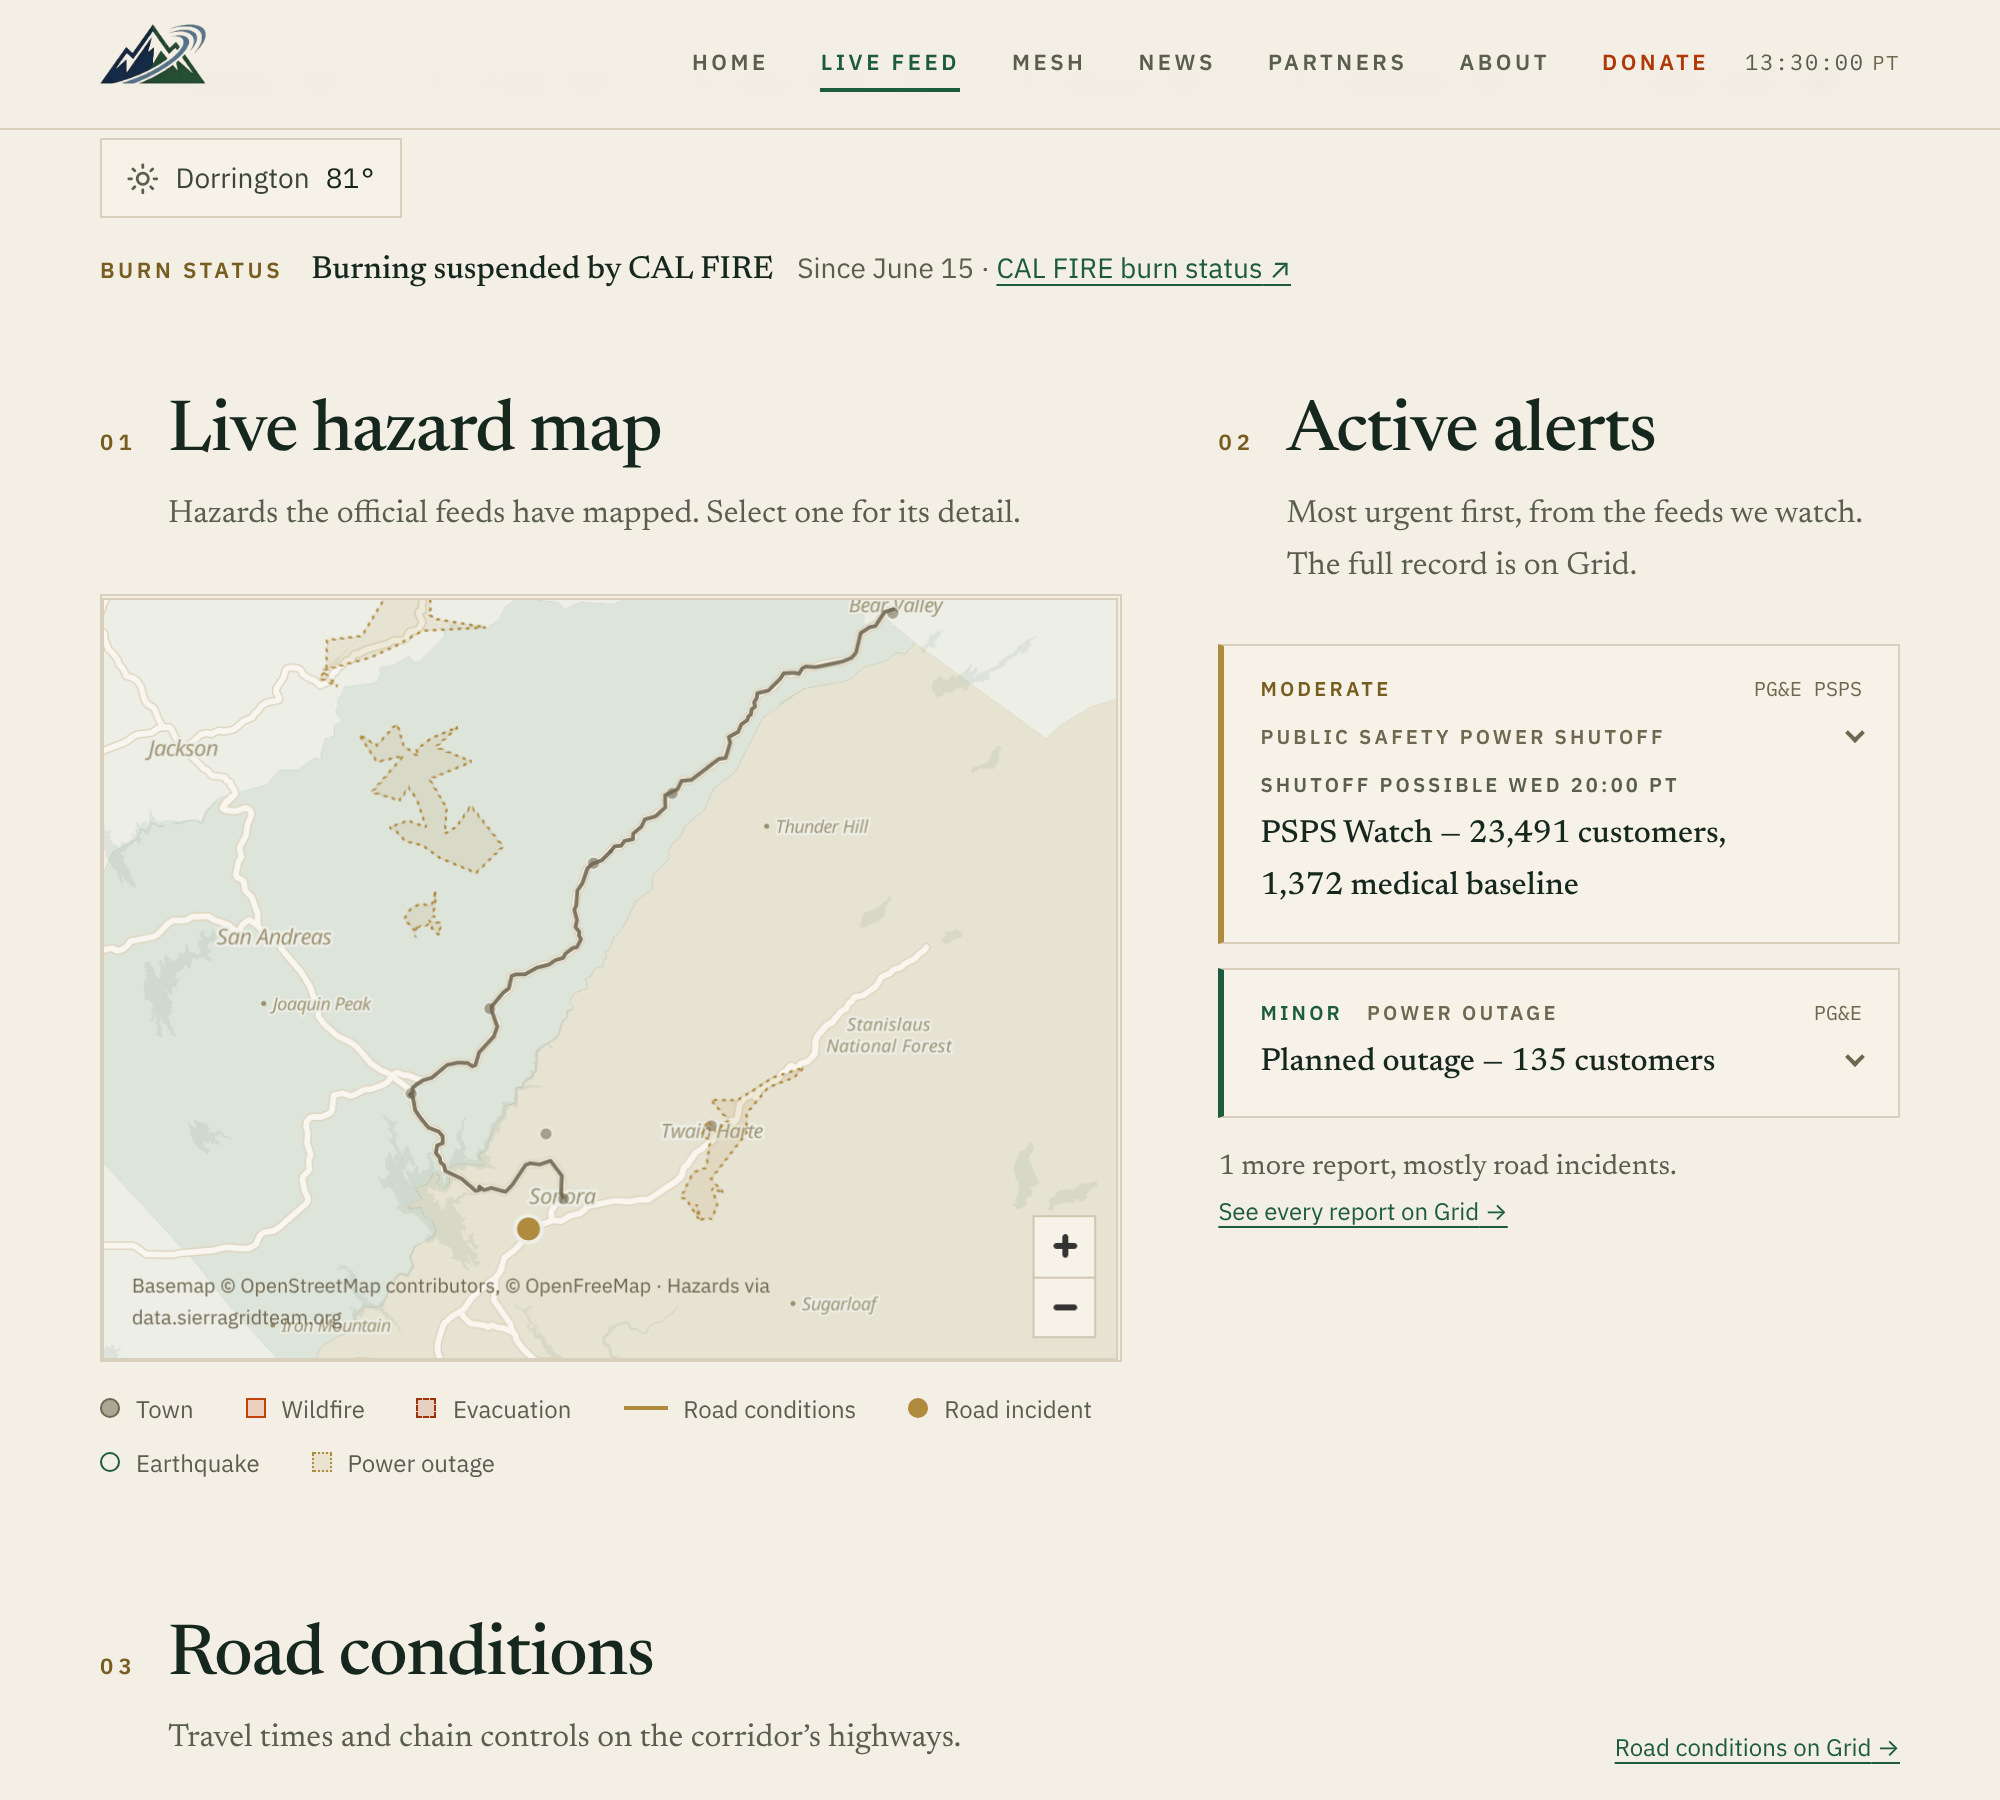 HOME LIVE FEED MESH NEWS PARTNERS ABOUT DONATE 13:30:00 PT
Dorrington 81°
BURN STATUS Burning suspended by CAL FIRE Since June 15 · CAL FIRE burn status ↗
01 Live hazard map
Hazards the official feeds have mapped. Select one for its detail.
Bear Valley
Jackson
Thunder Hill
San Andreas
Joaquin Peak
Stanislaus
National Forest
Twain Harte
Sonora
Basemap © OpenStreetMap contributors, © OpenFreeMap · Hazards via
data.sierragridteam.org
Sugarloaf
Iron Mountain
+
−
Town Wildfire Evacuation Road conditions Road incident
Earthquake Power outage
02 Active alerts
Most urgent first, from the feeds we watch.
The full record is on Grid.
MODERATE PG&E PSPS
PUBLIC SAFETY POWER SHUTOFF
SHUTOFF POSSIBLE WED 20:00 PT
PSPS Watch — 23,491 customers,
1,372 medical baseline
MINOR POWER OUTAGE PG&E
Planned outage — 135 customers
1 more report, mostly road incidents.
See every report on Grid →
03 Road conditions
Travel times and chain controls on the corridor’s highways.
Road conditions on Grid →